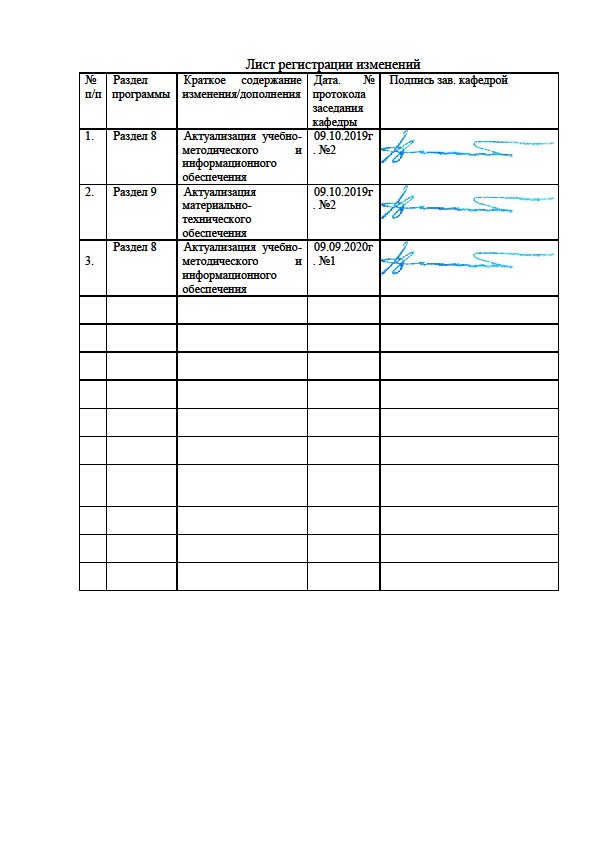 Лист регистрации изменений
№ Раздел Краткое содержание Дата. № Подпись зав. кафедрой
п/п программы изменения/дополнения протокола
заседания
кафедры
1. Раздел 8 Актуализация учебно- 09.10.2019г
методического и . №2
информационного
обеспечения
2. Раздел 9 Актуализация 09.10.2019г
материально- . №2
технического
обеспечения
Раздел 8 Актуализация учебно- 09.09.2020г
3. методического и . №1
информационного
обеспечения